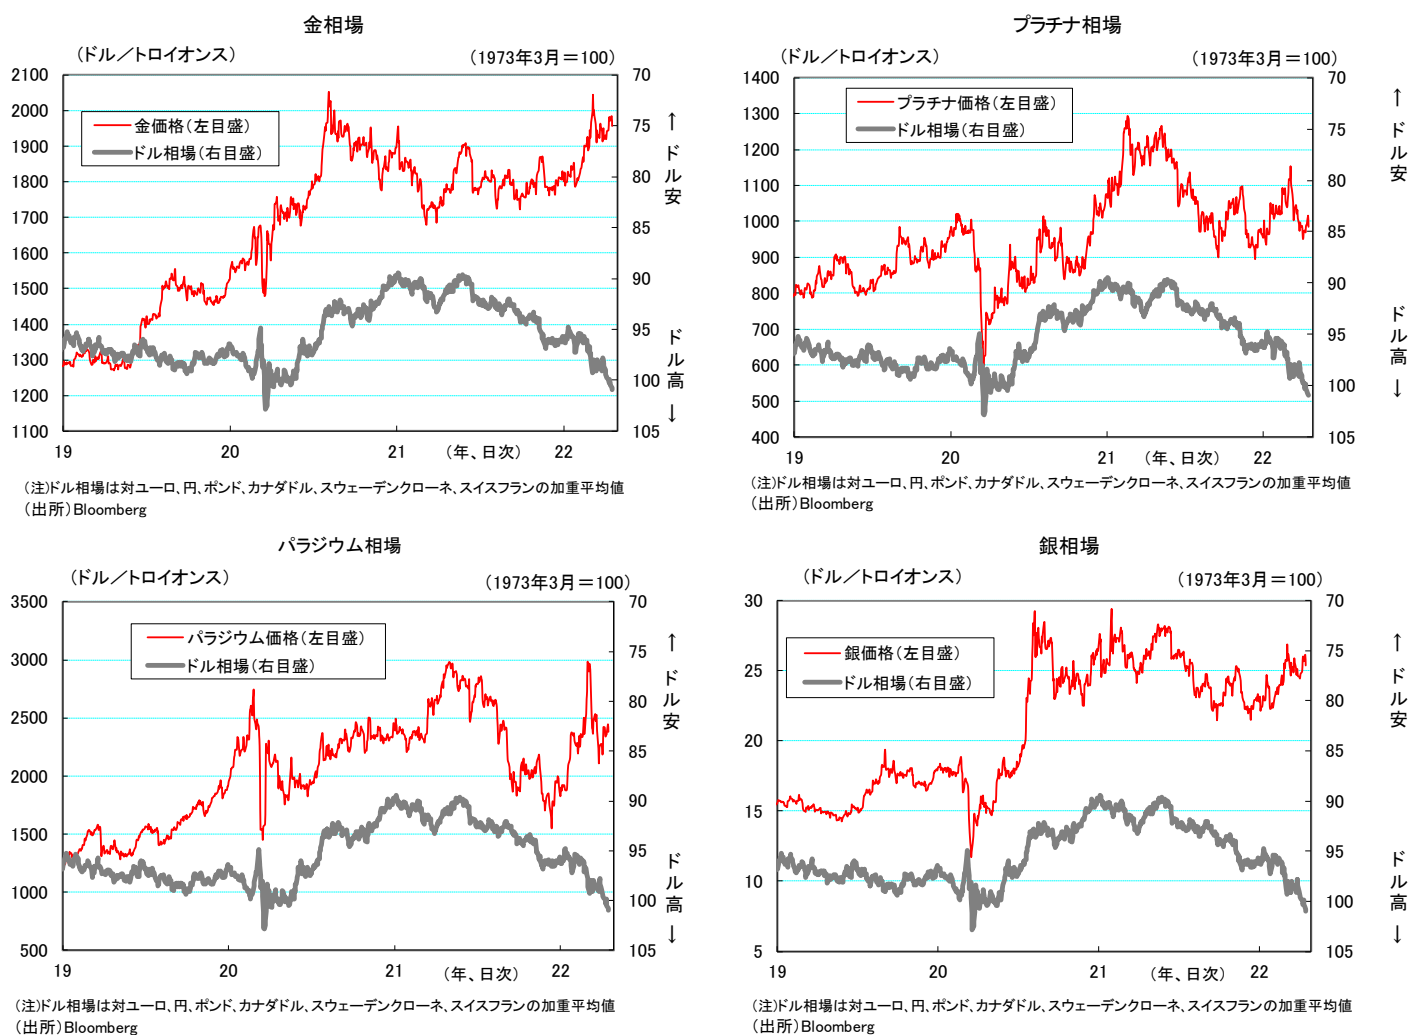 金相場
(ドル/トロイオンス)
(1973年3月=100)
2100
2000
1900
1800
1700
1600
1500
1400
1300
1200
1100
70
75
80
85
90
95
100
105
金価格(左目盛)
ドル相場(右目盛)
↑
ドル安
ドル高
↓
19
20
21
(年、日次)
22
(注)ドル相場は対ユーロ、円、ポンド、カナダドル、スウェーデンクローネ、スイスフランの加重平均値
(出所)Bloomberg
プラチナ相場
(ドル/トロイオンス)
(1973年3月=100)
1400
1300
1200
1100
1000
900
800
700
600
500
400
70
75
80
85
90
95
100
105
プラチナ価格(左目盛)
ドル相場(右目盛)
↑
ドル安
ドル高
↓
19
20
21
(年、日次)
22
(注)ドル相場は対ユーロ、円、ポンド、カナダドル、スウェーデンクローネ、スイスフランの加重平均値
(出所)Bloomberg
パラジウム相場
(ドル/トロイオンス)
(1973年3月=100)
3500
3000
2500
2000
1500
1000
500
70
75
80
85
90
95
100
105
パラジウム価格(左目盛)
ドル相場(右目盛)
↑
ドル安
ドル高
↓
19
20
21
(年、日次)
22
(注)ドル相場は対ユーロ、円、ポンド、カナダドル、スウェーデンクローネ、スイスフランの加重平均値
(出所)Bloomberg
銀相場
(ドル/トロイオンス)
(1973年3月=100)
30
25
20
15
10
5
70
75
80
85
90
95
100
105
銀価格(左目盛)
ドル相場(右目盛)
↑
ドル安
ドル高
↓
19
20
21
(年、日次)
22
(注)ドル相場は対ユーロ、円、ポンド、カナダドル、スウェーデンクローネ、スイスフランの加重平均値
(出所)Bloomberg